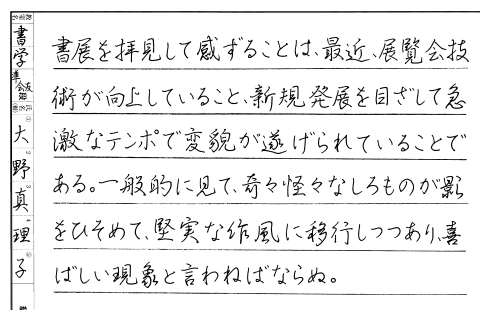 書展を拝見して感ずることは、最近、展覧会技
術が向上していること、新規発展を目ざして急
激なテンポで変貌が遂げられていることで
ある。一般的に見て、奇々怪々なしろものが影
をひそめて、堅実な作風に移行しつつあり、喜
ばしい現象と言わねばならぬ。
書学
準会友
大野真理子